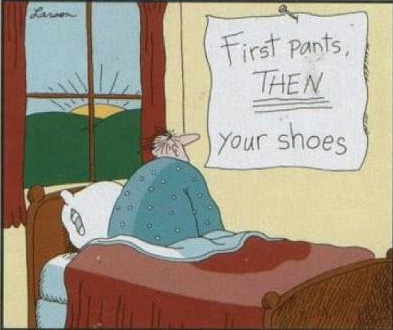 Larson
First pants,
THEN
your shoes